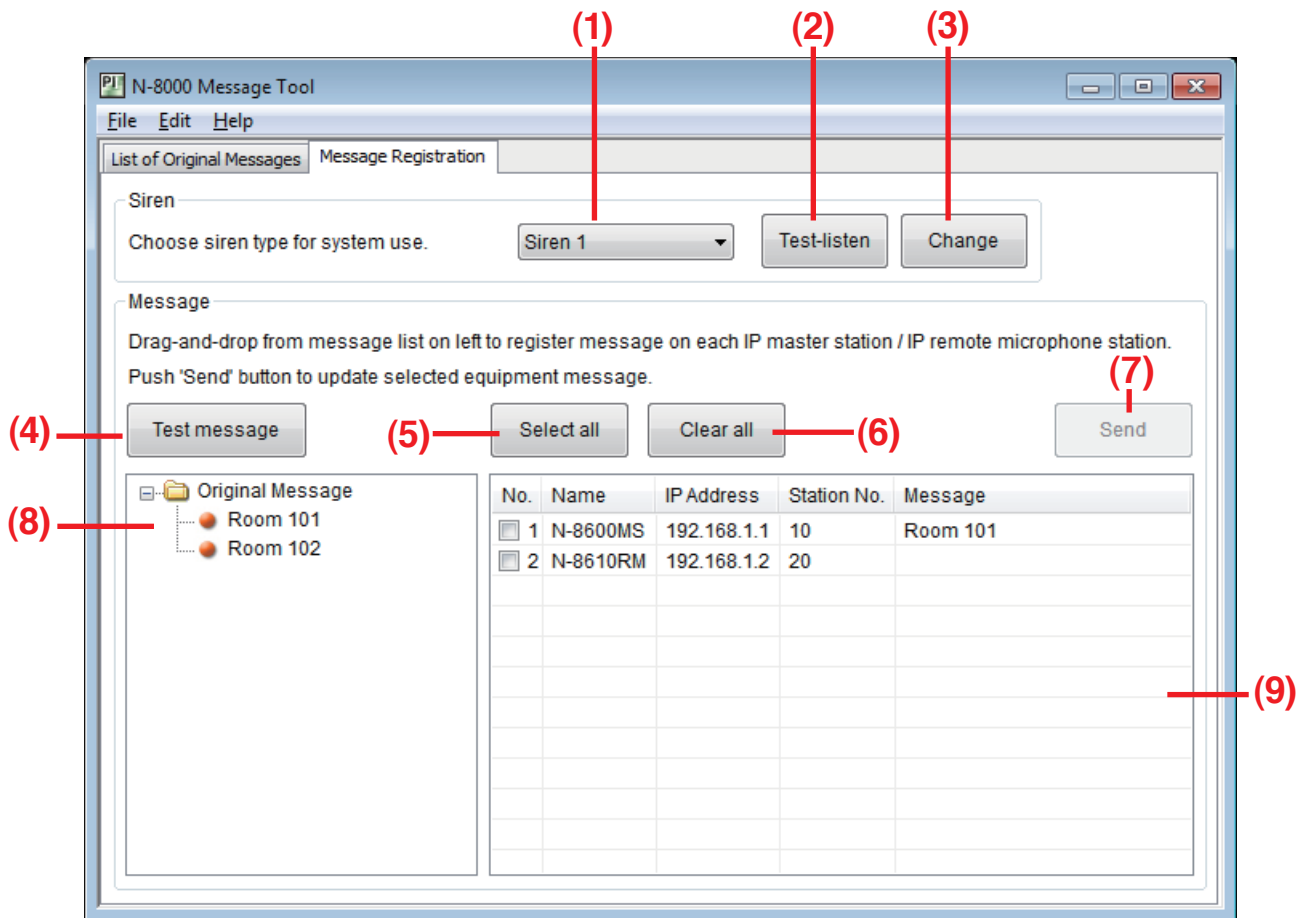 (1) (2) (3)
PI N-8000 Message Tool
File Edit Help
List of Original Messages Message Registration
Siren
Choose siren type for system use. Siren 1 Test-listen Change
Message
Drag-and-drop from message list on left to register message on each IP master station / IP remote microphone station.
Push 'Send' button to update selected equipment message.
(7)
(4) Test message (5) Select all Clear all (6) Send
Original Message
No. Name IP Address Station No. Message
(8) Room 101
1 N-8600MS 192.168.1.1 10 Room 101
Room 102
2 N-8610RM 192.168.1.2 20
(9)